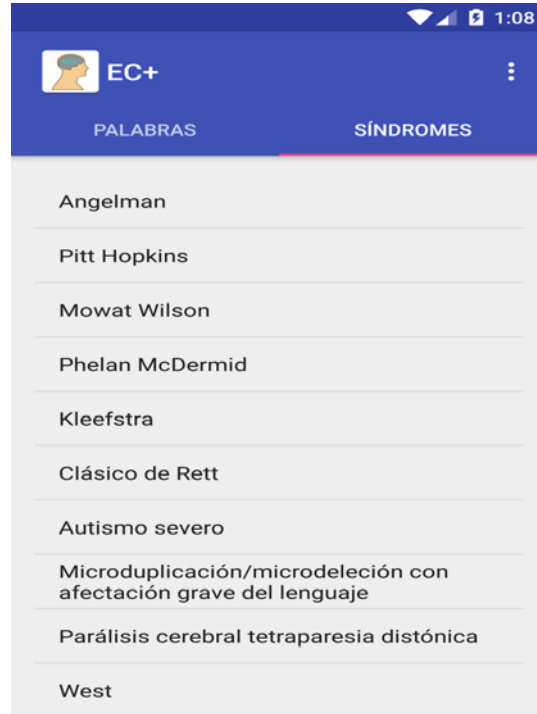 1:08
EC+
PALABRAS SÍNDROMES
Angelman
Pitt Hopkins
Mowat Wilson
Phelan McDermid
Kleefstra
Clásico de Rett
Autismo severo
Microduplicación/microdeleción con
afectación grave del lenguaje
Parálisis cerebral tetraparesia distónica
West